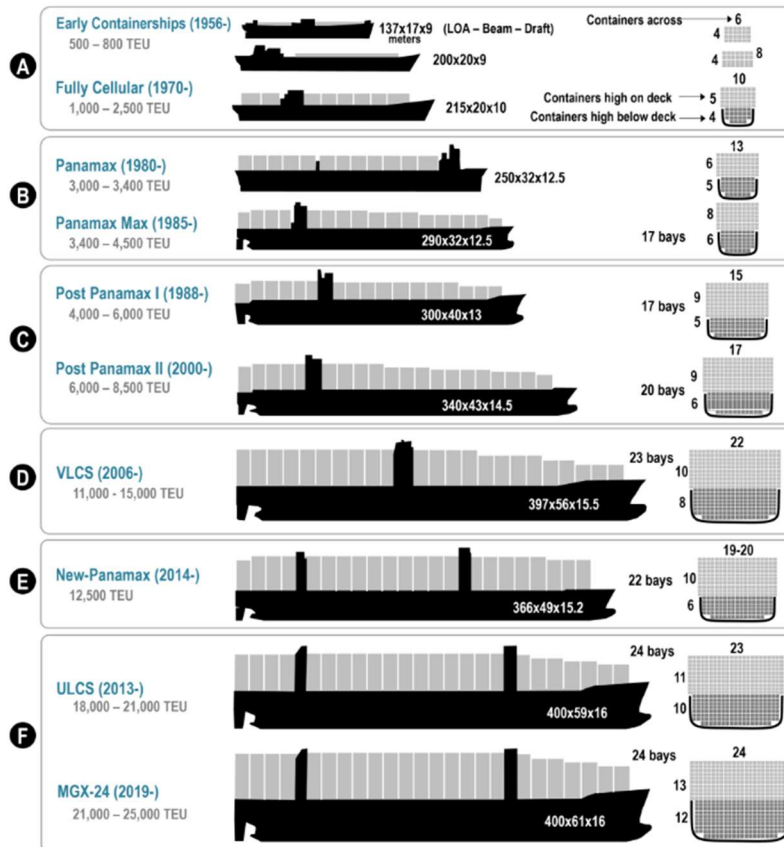 A
Early Containerships (1956-)
500 – 800 TEU
137x17x9 (LOA – Beam – Draft)
meters
Containers across
6
4
200x20x9
4
8
Fully Cellular (1970-)
1,000 – 2,500 TEU
215x20x10
10
Containers high on deck
5
Containers high below deck
4
B
Panamax (1980-)
3,000 – 3,400 TEU
250x32x12.5
13
6
5
Panamax Max (1985-)
3,400 – 4,500 TEU
290x32x12.5
17 bays
8
6
C
Post Panamax I (1988-)
4,000 – 6,000 TEU
300x40x13
17 bays
15
9
5
Post Panamax II (2000-)
6,000 – 8,500 TEU
340x43x14.5
20 bays
17
9
6
D
VLCS (2006-)
11,000 - 15,000 TEU
397x56x15.5
23 bays
22
10
8
E
New-Panamax (2014-)
12,500 TEU
366x49x15.2
22 bays
19-20
10
6
F
ULCS (2013-)
18,000 – 21,000 TEU
400x59x16
24 bays
23
11
10
MGX-24 (2019-)
21,000 – 25,000 TEU
400x61x16
24 bays
24
13
12